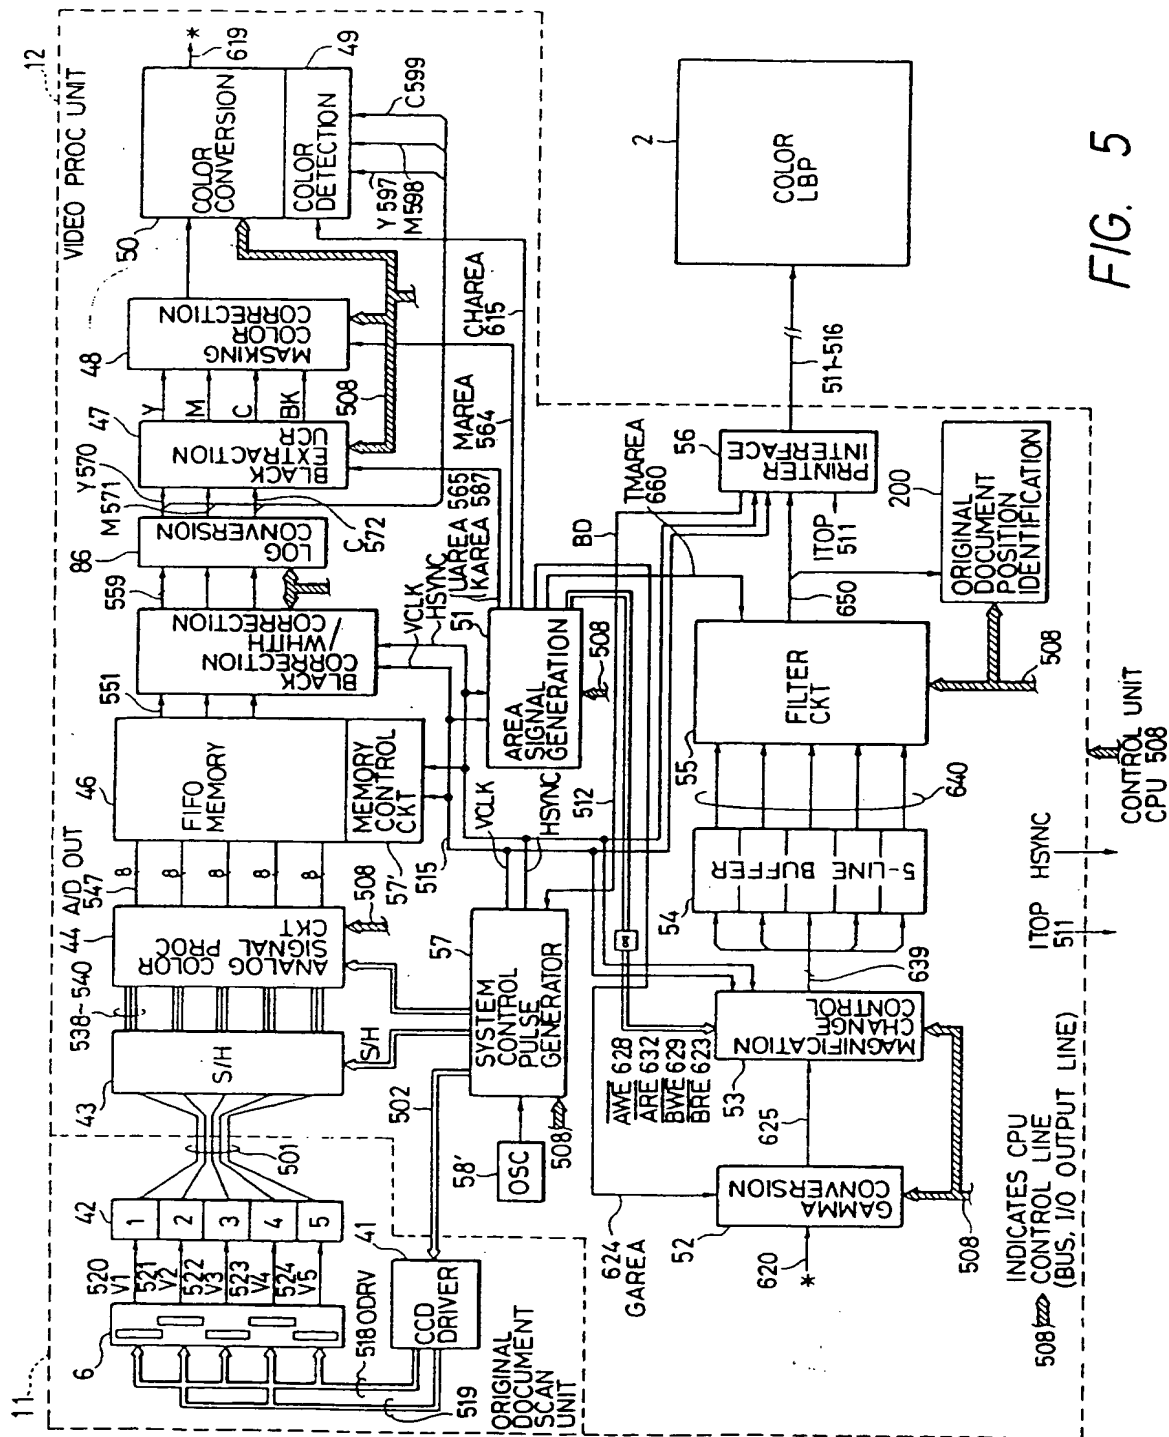 11
12
VIDEO PROC UNIT
6
520
V1
521
V2
522
V3
523
V4
524
V5
42
1
2
3
4
5
501
43
S/H
538~540
44
ANALOG COLOR
SIGNAL PROC
CKT
A/D OUT
547
8
8
8
8
8
46
FIFO MEMORY
MEMORY
CONTROL
CKT
57'
551
BLACK
CORRECTION
/WHITH
CORRECTION
559
86
LOG
CONVERSION
Y570
M571
C
572
47
BLACK
EXTRACTION
UCR
Y
M
C
BK
48
MASKING
COLOR
CORRECTION
50
COLOR
CONVERSION
COLOR
DETECTION
49
*
619
Y597
M598
C599
518 ODRV
519
41
CCD
DRIVER
ORIGINAL
DOCUMENT
SCAN
UNIT
502
S/H
508
508
515
VCLK
HSYNC
UAREA 565
KAREA 587
MAREA
564
CHAREA
615
57
SYSTEM
CONTROL
PULSE
GENERATOR
58'
OSC
508
VCLK
HSYNC
51
AREA
SIGNAL
GENERATION
508
512
BD
TMAREA
660
624
GAREA
AWE 628
ARE 632
BWE 629
BRE 623
52
GAMMA
CONVERSION
620
*
625
53
MAGNIFICATION
CHANGE
CONTROL
508
639
54
5-LINE BUFFER
640
55
FILTER
CKT
650
508
56
PRINTER
INTERFACE
ITOP
511
200
ORIGINAL
DOCUMENT
POSITION
IDENTIFICATION
511~516
2
COLOR
LBP
508 INDICATES CPU
CONTROL LINE
(BUS, I/O OUTPUT LINE)
ITOP
511
HSYNC
CONTROL UNIT
CPU 508
FIG. 5